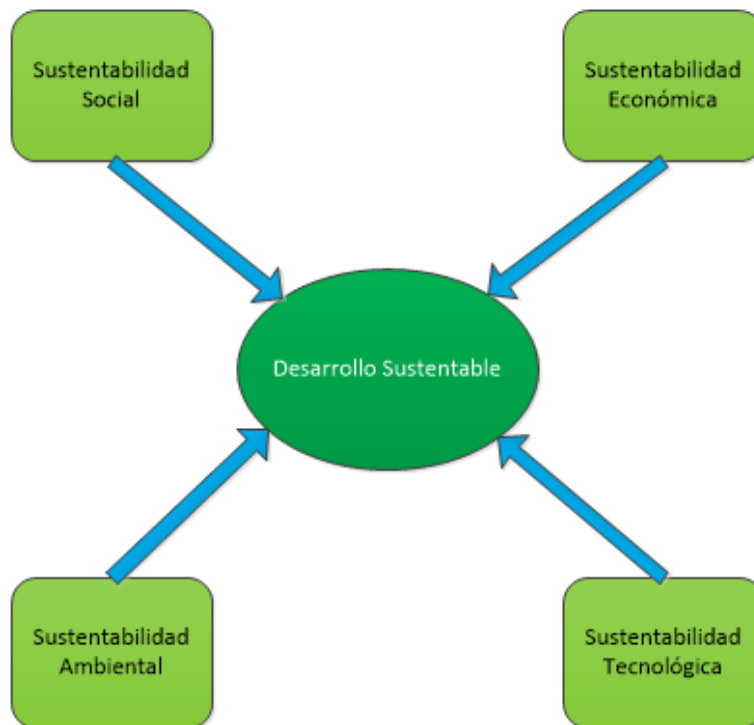 Sustentabilidad
Social
Sustentabilidad
Económica
Desarrollo Sustentable
Sustentabilidad
Ambiental
Sustentabilidad
Tecnológica